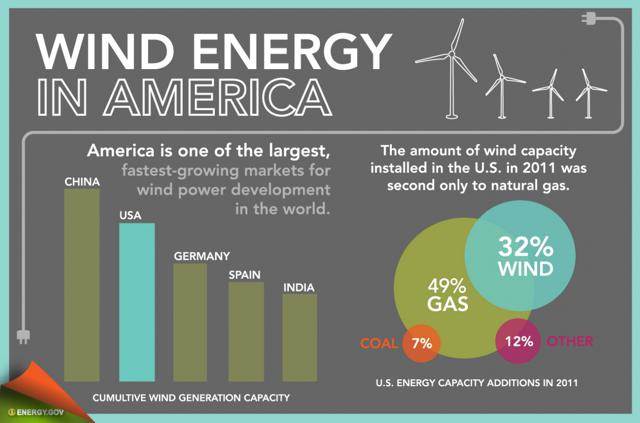 WIND ENERGY
IN AMERICA
America is one of the largest,
fastest-growing markets for
wind power development
in the world.
CHINA
USA
GERMANY
SPAIN
INDIA
CUMULTIVE WIND GENERATION CAPACITY
The amount of wind capacity
installed in the U.S. in 2011 was
second only to natural gas.
32%
WIND
49%
GAS
COAL 7%
12% OTHER
U.S. ENERGY CAPACITY ADDITIONS IN 2011
ENERGY.GOV